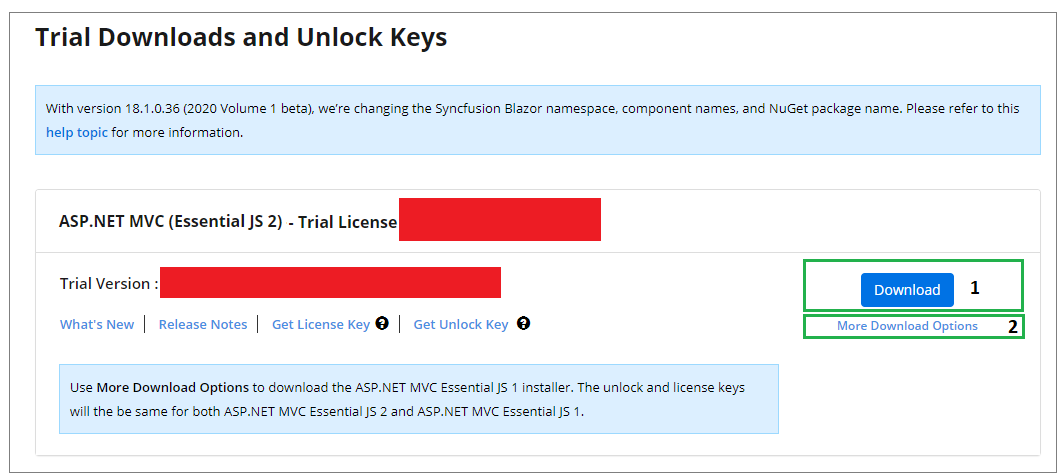 Trial Downloads and Unlock Keys
With version 18.1.0.36 (2020 Volume 1 beta), we're changing the Syncfusion Blazor namespace, component names, and NuGet package name. Please refer to this
help topic for more information.
ASP.NET MVC (Essential JS 2) - Trial License
Trial Version :
Download 1
What's New | Release Notes | Get License Key ? | Get Unlock Key ?
More Download Options 2
Use More Download Options to download the ASP.NET MVC Essential JS 1 installer. The unlock and license keys
will the be same for both ASP.NET MVC Essential JS 2 and ASP.NET MVC Essential JS 1.